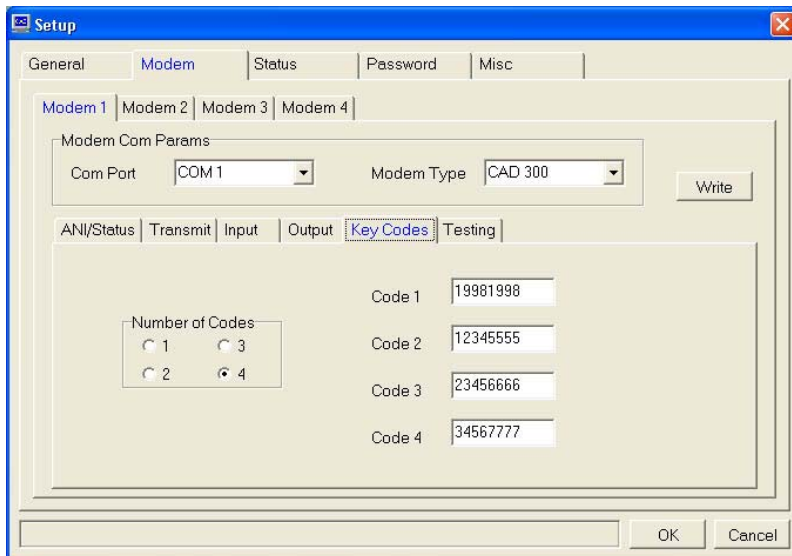 Setup
General Modem Status Password Misc
Modem 1 Modem 2 Modem 3 Modem 4
Modem Com Params
Com Port COM 1 Modem Type CAD 300
Write
ANI/Status Transmit Input Output Key Codes Testing
Number of Codes
1 3
2 4
Code 1 19981998
Code 2 12345555
Code 3 23456666
Code 4 34567777
OK Cancel